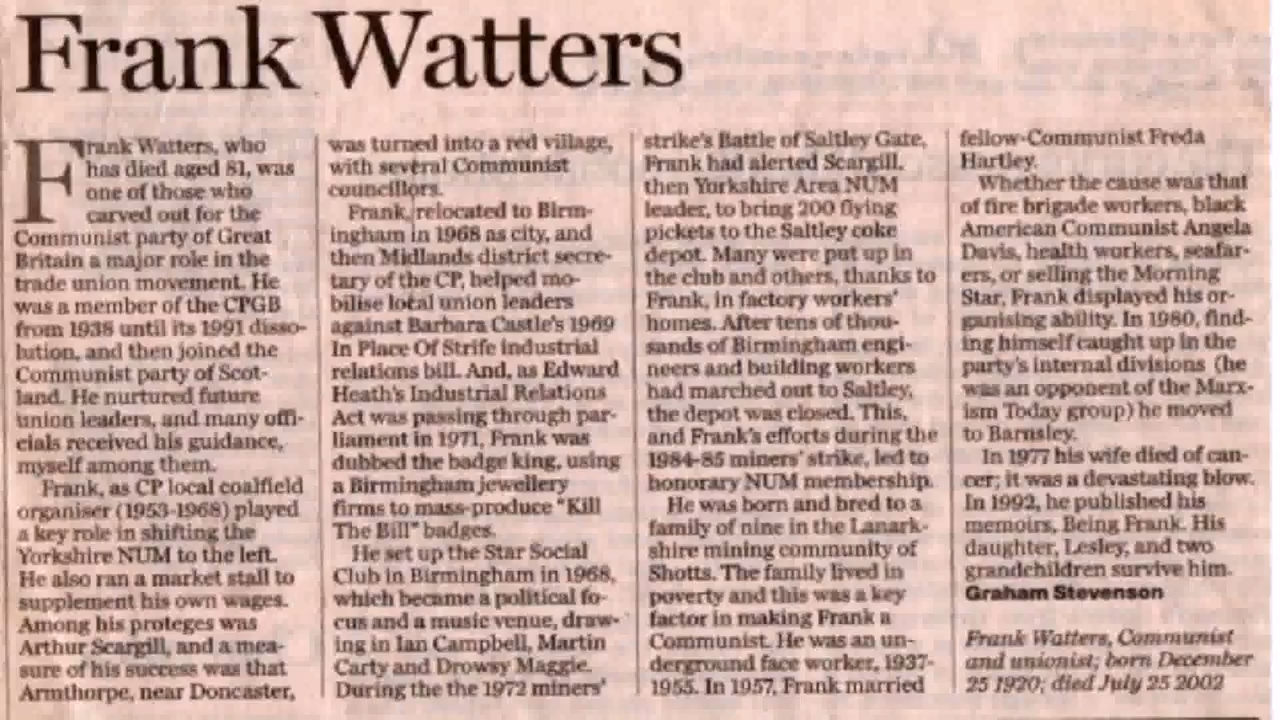 Frank Watters
Frank Watters, who
has died aged 81, was
one of those who
carved out for the
Communist party of Great
Britain a major role in the
trade union movement. He
was a member of the CPGB
from 1938 until its 1991 disso-
lution, and then joined the
Communist party of Scot-
land. He nurtured future
union leaders, and many offi-
cials received his guidance,
myself among them.
Frank, as CP local coalfield
organiser (1953-1968) played
a key role in shifting the
Yorkshire NUM to the left.
He also ran a market stall to
supplement his own wages.
Among his proteges was
Arthur Scargill, and a mea-
sure of his success was that
Armthorpe, near Doncaster,
was turned into a red village,
with several Communist
councillors.
Frank, relocated to Birm-
ingham in 1968 as city, and
then Midlands district secre-
tary of the CP, helped mo-
bilise local union leaders
against Barbara Castle's 1969
In Place Of Strife industrial
relations bill. And, as Edward
Heath's Industrial Relations
Act was passing through par-
liament in 1971, Frank was
dubbed the badge king, using
a Birmingham jewellery
firms to mass-produce "Kill
The Bill" badges.
He set up the Star Social
Club in Birmingham in 1968,
which became a political fo-
cus and a music venue, draw-
ing in Ian Campbell, Martin
Carty and Drowsy Maggie.
During the the 1972 miners'
strike's Battle of Saltley Gate,
Frank had alerted Scargill,
then Yorkshire Area NUM
leader, to bring 200 flying
pickets to the Saltley coke
depot. Many were put up in
the club and others, thanks to
Frank, in factory workers'
homes. After tens of thou-
sands of Birmingham engi-
neers and building workers
had marched out to Saltley,
the depot was closed. This,
and Frank's efforts during the
1984-85 miners' strike, led to
honorary NUM membership.
He was born and bred to a
family of nine in the Lanark-
shire mining community of
Shotts. The family lived in
poverty and this was a key
factor in making Frank a
Communist. He was an un-
derground face worker, 1937-
1955. In 1957, Frank married
fellow-Communist Freda
Hartley.
Whether the cause was that
of fire brigade workers, black
American Communist Angela
Davis, health workers, seafar-
ers, or selling the Morning
Star, Frank displayed his or-
ganising ability. In 1980, find-
ing himself caught up in the
party's internal divisions (he
was an opponent of the Marx-
ism Today group) he moved
to Barnsley.
In 1977 his wife died of can-
cer; it was a devastating blow.
In 1992, he published his
memoirs, Being Frank. His
daughter, Lesley, and two
grandchildren survive him.
Graham Stevenson
Frank Watters, Communist
and unionist; born December
25 1920; died July 25 2002